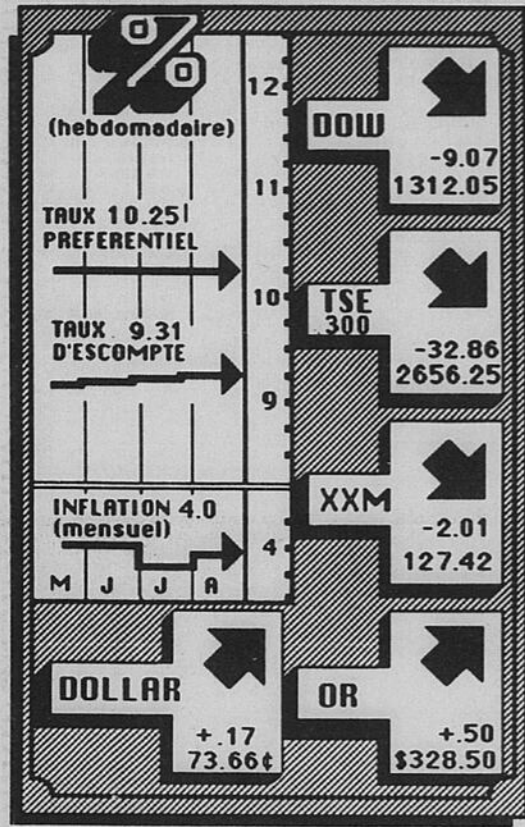 %
(hebdomadaire)
12
11
10
9
4
TAUX 10.25
PREFERENTIEL
TAUX 9.31
D'ESCOMPTE
INFLATION 4.0
(mensuel)
M J J A
DOW
-9.07
1312.05
TSE
300
-32.86
2656.25
XXM
-2.01
127.42
DOLLAR
+.17
73.66¢
OR
+.50
$328.50